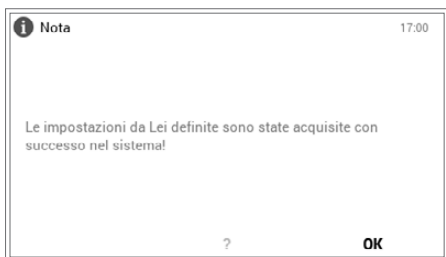 Nota 17:00
Le impostazioni da Lei definite sono state acquisite con
successo nel sistema!
? OK